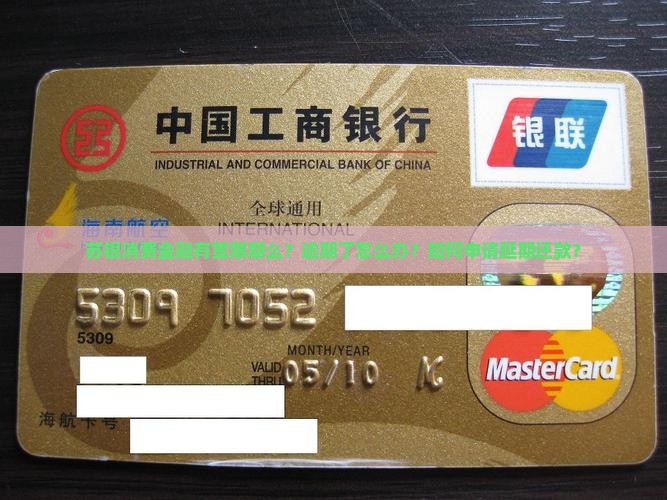 中国工商银行
INDUSTRIAL AND COMMERCIAL BANK OF CHINA
银联
全球通用
海南航空
INTERNATIONAL
苏银消费金融有宽限期么？逾期了怎么办？如何申请延期还款？
5309 7052
5309
MONTH/YEAR
VALID THRU 05/10
MasterCard
海航卡号